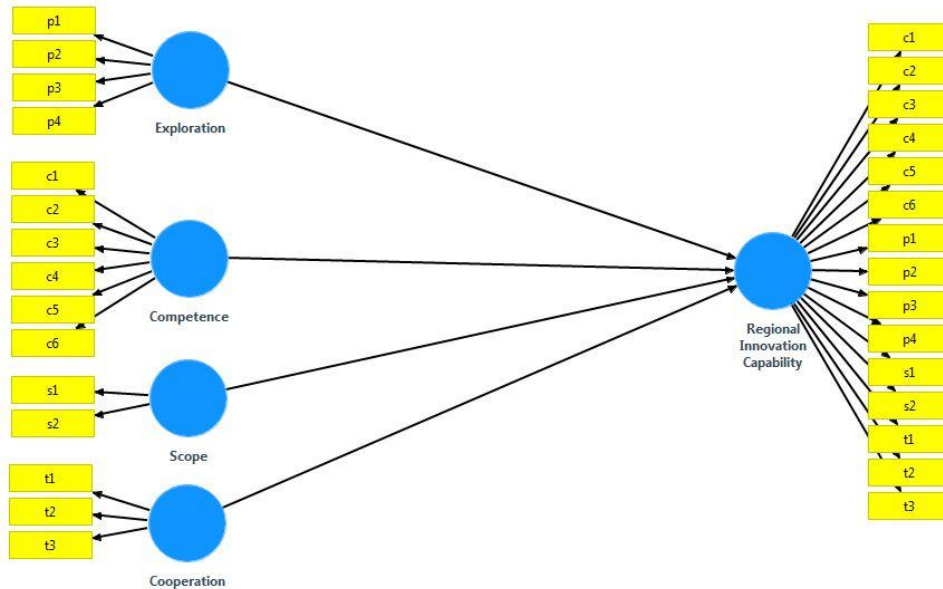 p1
p2
p3
p4
Exploration
c1
c2
c3
c4
c5
c6
Competence
s1
s2
Scope
t1
t2
t3
Cooperation
Regional
Innovation
Capability
c1
c2
c3
c4
c5
c6
p1
p2
p3
p4
s1
s2
t1
t2
t3